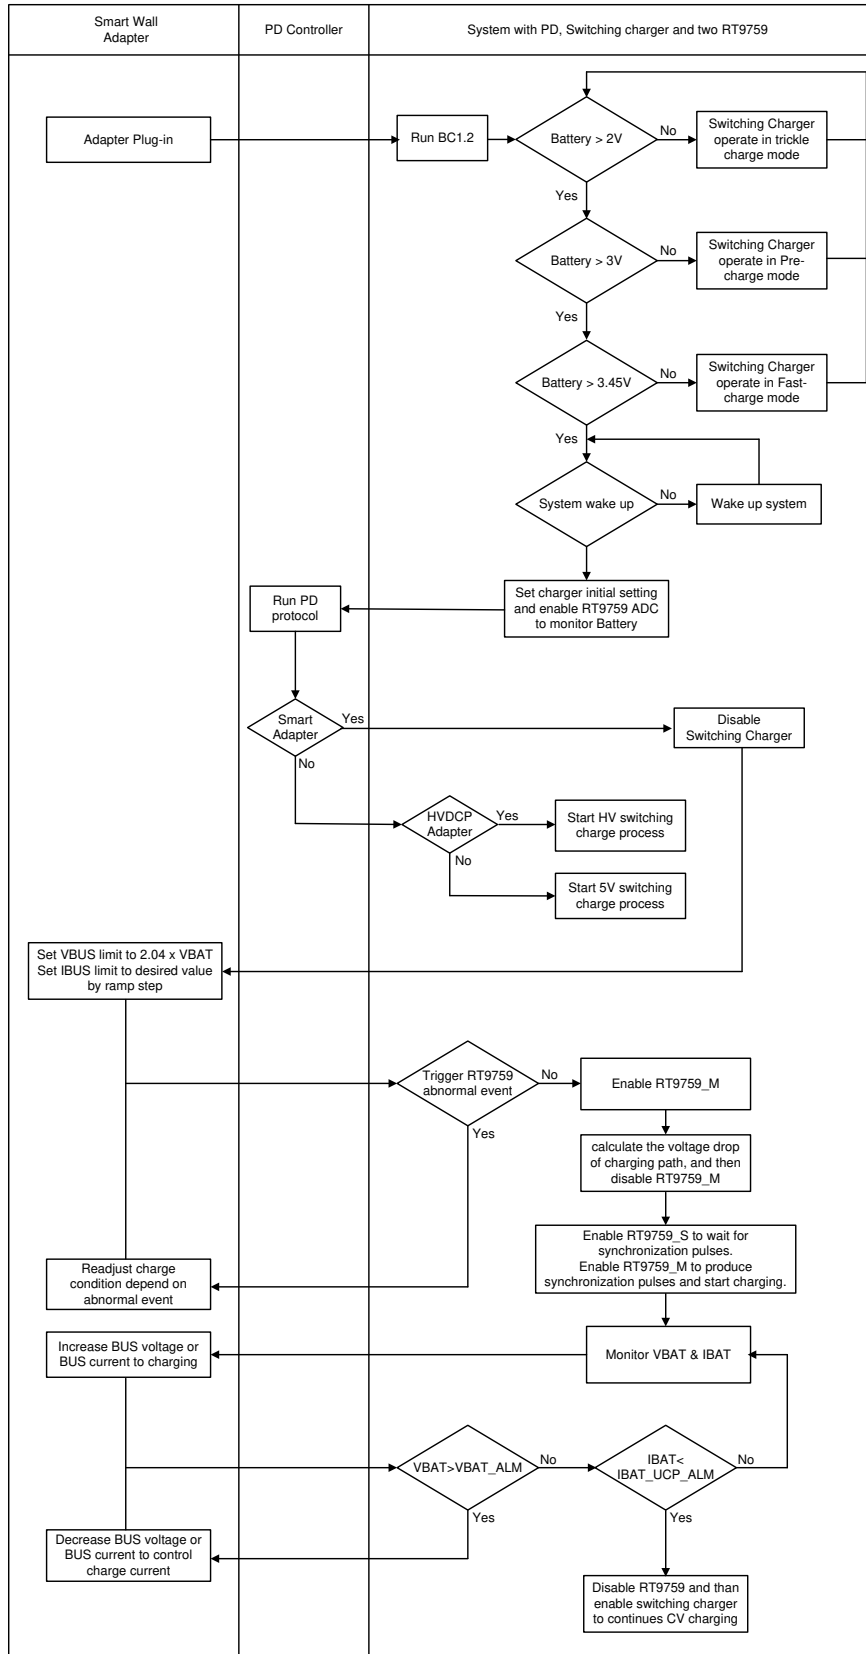 Smart Wall
Adapter
PD Controller
System with PD, Switching charger and two RT9759
Adapter Plug-in
Run BC1.2
Battery > 2V
No
Switching Charger
operate in trickle
charge mode
Yes
Battery > 3V
No
Switching Charger
operate in Pre-
charge mode
Yes
Battery > 3.45V
No
Switching Charger
operate in Fast-
charge mode
Yes
System wake up
No
Wake up system
Set charger initial setting
and enable RT9759 ADC
to monitor Battery
Run PD
protocol
Smart
Adapter
Yes
Disable
Switching Charger
No
HVDCP
Adapter
Yes
Start HV switching
charge process
No
Start 5V switching
charge process
Set VBUS limit to 2.04 x VBAT
Set IBUS limit to desired value
by ramp step
Trigger RT9759
abnormal event
No
Enable RT9759_M
Yes
calculate the voltage drop
of charging path, and then
disable RT9759_M
Enable RT9759_S to wait for
synchronization pulses.
Enable RT9759_M to produce
synchronization pulses and start charging.
Readjust charge
condition depend on
abnormal event
Increase BUS voltage or
BUS current to charging
Monitor VBAT & IBAT
VBAT>VBAT_ALM
No
IBAT<
IBAT_UCP_ALM
No
Yes
Yes
Decrease BUS voltage or
BUS current to control
charge current
Disable RT9759 and than
enable switching charger
to continues CV charging